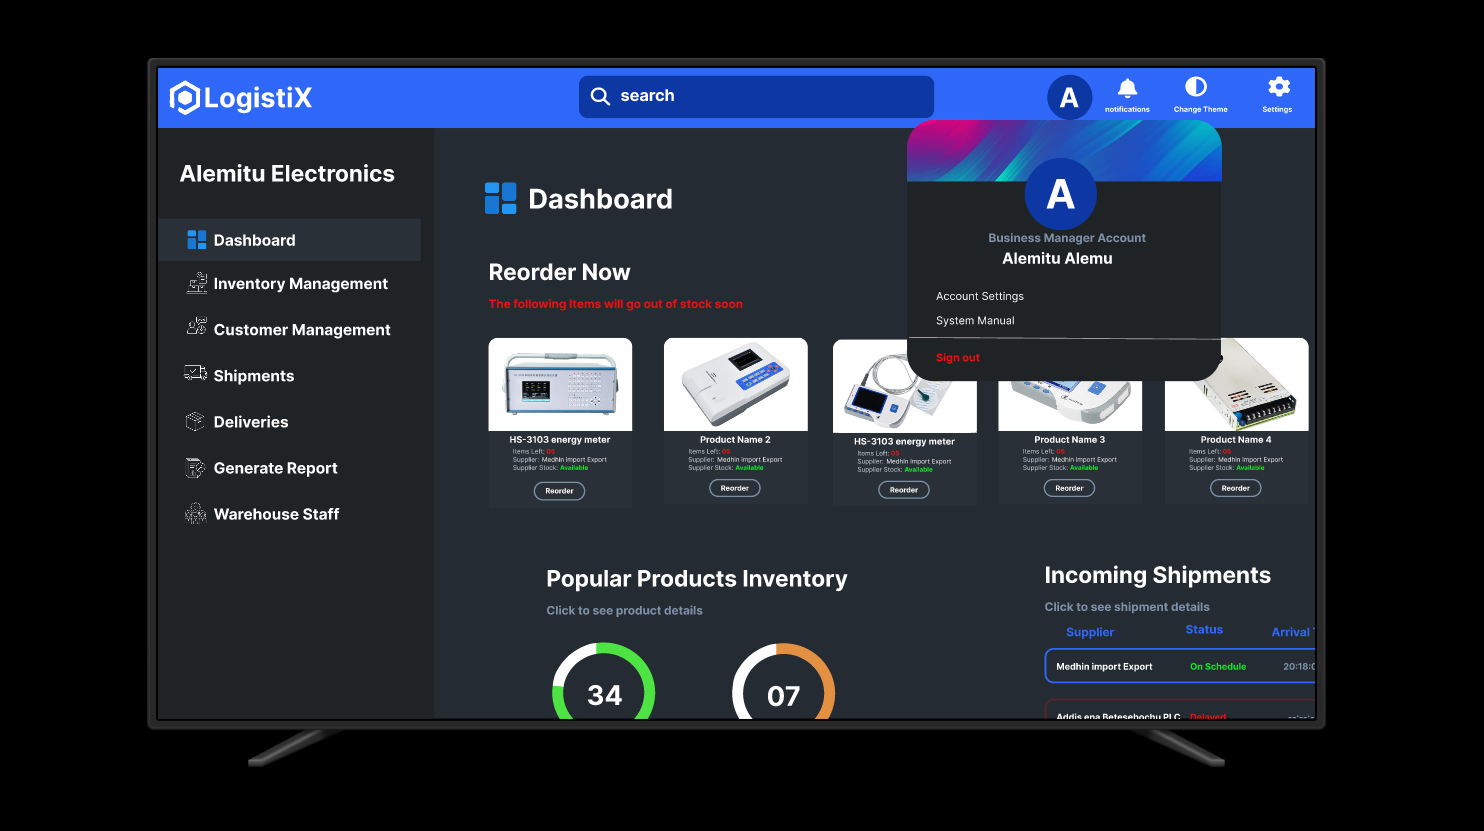 LogistiX
search
A
notifications
Change Theme
Settings
Alemitu Electronics
Dashboard
Inventory Management
Customer Management
Shipments
Deliveries
Generate Report
Warehouse Staff
Dashboard
A
Business Manager Account
Alemitu Alemu
Account Settings
System Manual
Sign out
Reorder Now
The following Items will go out of stock soon
HS-3103 energy meter
Items Left: 05
Supplier: Medhin Import Export
Supplier Stock: Available
Reorder
Product Name 2
Items Left: 05
Supplier: Medhin Import Export
Supplier Stock: Available
Reorder
HS-3103 energy meter
Items Left: 05
Supplier: Medhin Import Export
Supplier Stock: Available
Reorder
Product Name 3
Items Left: 05
Supplier: Medhin Import Export
Supplier Stock: Available
Reorder
Product Name 4
Items Left: 05
Supplier: Medhin Import Export
Supplier Stock: Available
Reorder
Popular Products Inventory
Click to see product details
34
07
Incoming Shipments
Click to see shipment details
Supplier Status Arrival
Medhin import Export On Schedule 20:18:
Addis ena Betesebochu PLC Delayed --:--:-